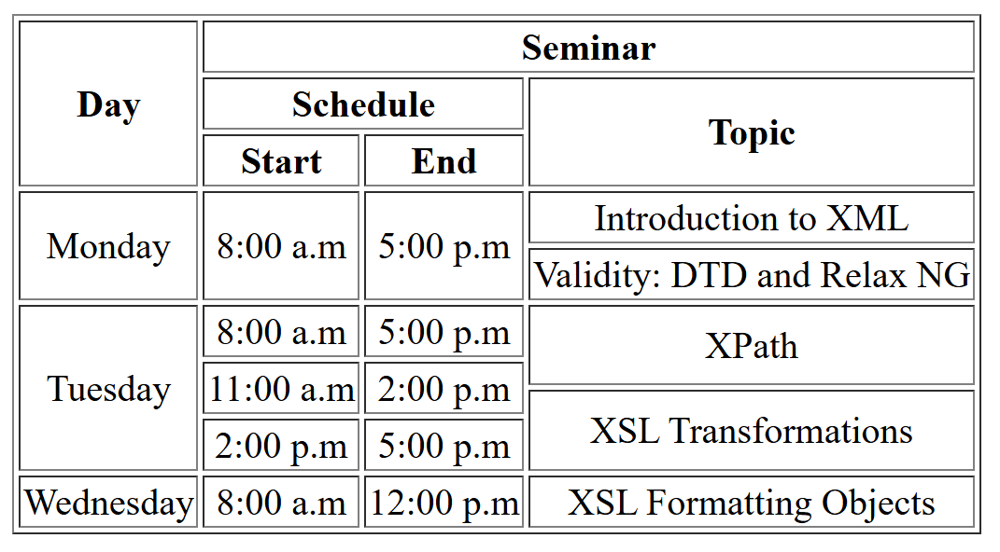 Day
Seminar
Schedule
Topic
Start
End
Monday
8:00 a.m
5:00 p.m
Introduction to XML
Validity: DTD and Relax NG
Tuesday
8:00 a.m
5:00 p.m
XPath
11:00 a.m
2:00 p.m
XSL Transformations
2:00 p.m
5:00 p.m
Wednesday
8:00 a.m
12:00 p.m
XSL Formatting Objects